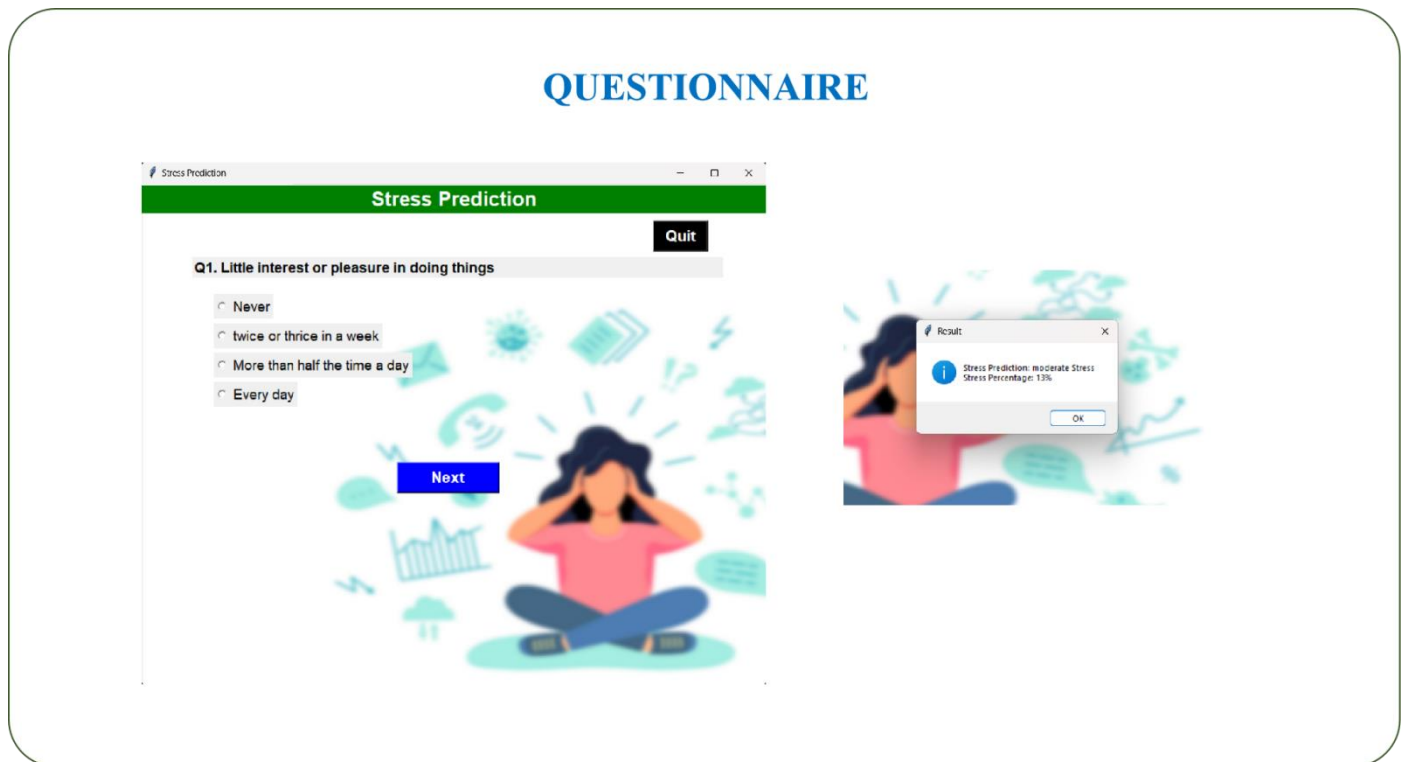 QUESTIONNAIRE
Stress Prediction
Stress Prediction
Quit
Q1. Little interest or pleasure in doing things
Never
twice or thrice in a week
More than half the time a day
Every day
Next
Result
Stress Prediction: moderate Stress
Stress Percentage: 13%
OK